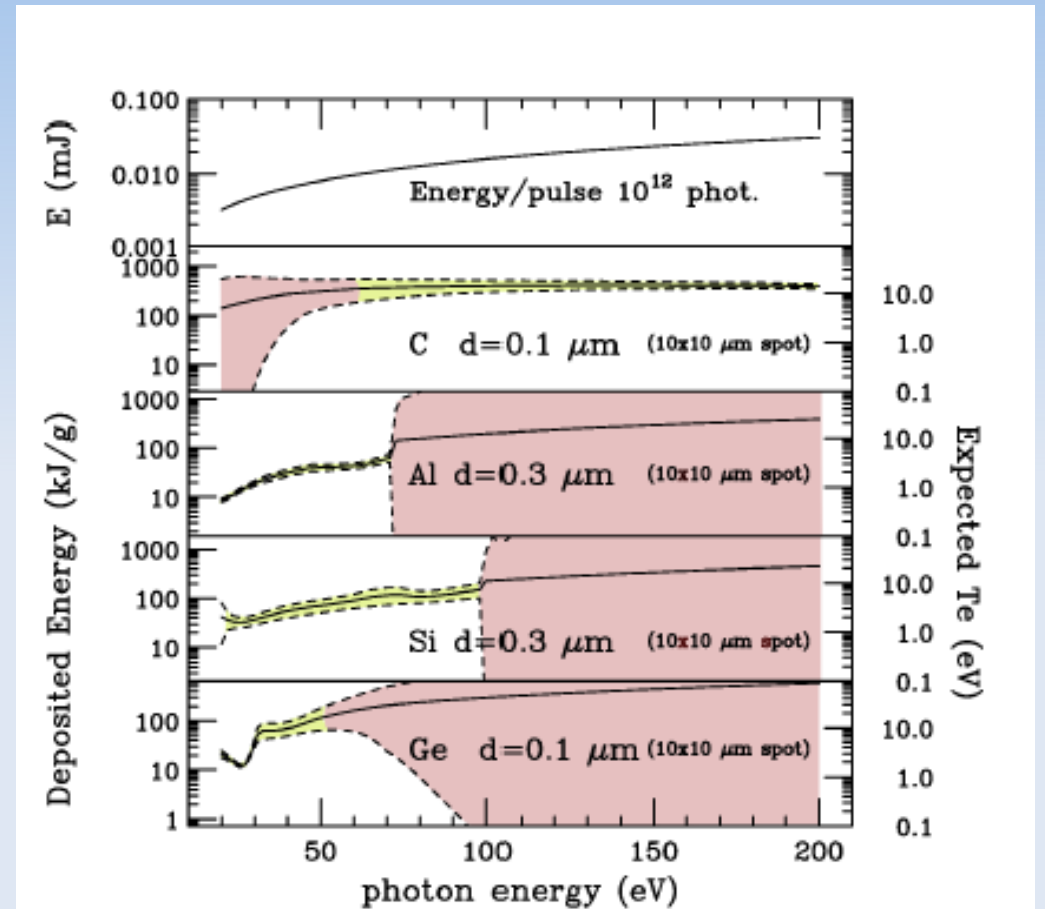 E (mJ)
0.100
0.010
0.001
Energy/pulse 10¹² phot.
Deposited Energy (kJ/g)
1000
100
10
C d=0.1 μm (10x10 μm spot)
10.0
1.0
0.1
1000
100
10
Al d=0.3 μm (10x10 μm spot)
10.0
1.0
0.1
1000
100
10
Si d=0.3 μm (10x10 μm spot)
10.0
1.0
0.1
100
10
1
Ge d=0.1 μm (10x10 μm spot)
10.0
1.0
0.1
Expected Te (eV)
50 100 150 200
photon energy (eV)